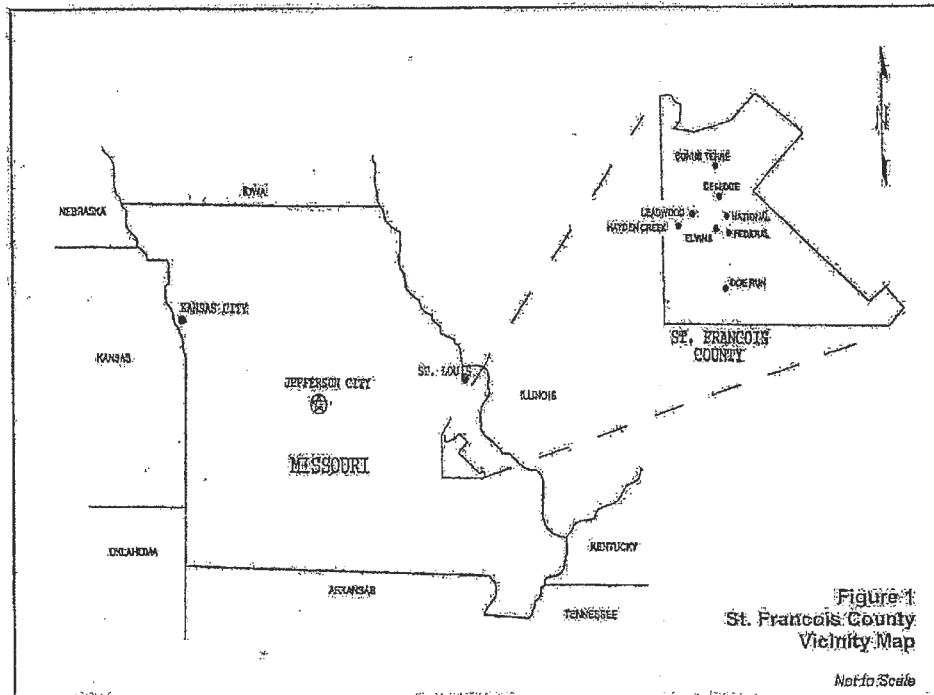 IOWA
NEBRASKA
KANSAS CITY
KANSAS
JEFFERSON CITY
ST. LOUIS
ILLINOIS
MISSOURI
OKLAHOMA
ARKANSAS
KENTUCKY
TENNESSEE
BONNE TERRE
DESLOGE
LEADWOOD
NATIONAL
HAYDEN CREEK
ELVINS
FEDERAL
DOE RUN
ST. FRANCOIS
COUNTY
Figure 1
St. Francois County
Vicinity Map
Not to Scale